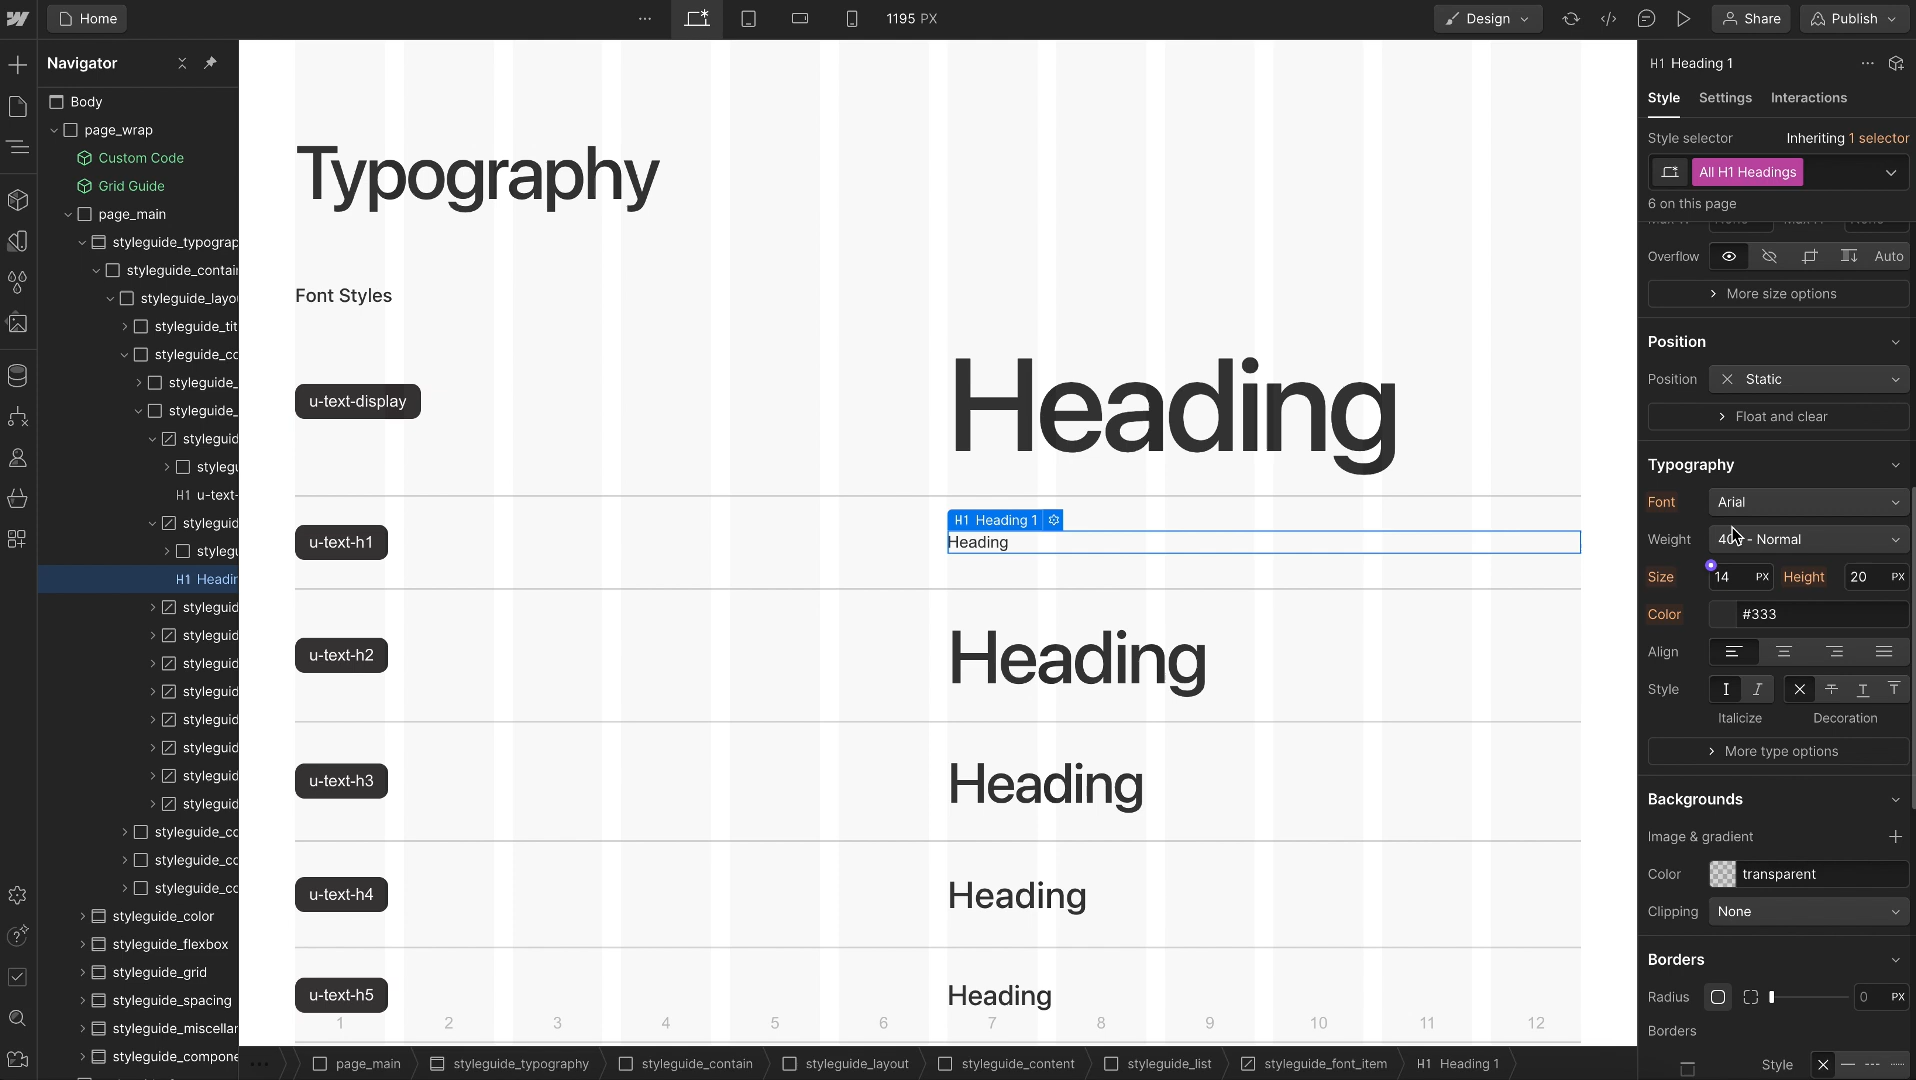 Home
1195 PX
Design
Share
Publish
Navigator
Body
page_wrap
Custom Code
Grid Guide
page_main
styleguide_typograp
styleguide_contai
styleguide_layo
styleguide_tit
styleguide_cc
styleguide_
styleguide_
styleguid
stylegu
H1 u-text-
styleguid
stylegu
H1 Headin
styleguid
styleguid
styleguid
styleguid
styleguid
styleguid
styleguid
styleguid
styleguide_cc
styleguide_cc
styleguide_cc
styleguide_color
styleguide_flexbox
styleguide_grid
styleguide_spacing
styleguide_miscellar
styleguide_compone
Typography
Font Styles
u-text-display
Heading
H1 Heading 1
u-text-h1
Heading
u-text-h2
Heading
u-text-h3
Heading
u-text-h4
Heading
u-text-h5
Heading
1 2 3 4 5 6 7 8 9 10 11 12
page_main
styleguide_typography
styleguide_contain
styleguide_layout
styleguide_content
styleguide_list
styleguide_font_item
H1 Heading 1
H1 Heading 1
Style Settings Interactions
Style selector Inheriting 1 selector
All H1 Headings
6 on this page
Overflow Auto
More size options
Position
Position Static
Float and clear
Typography
Font Arial
Weight - Normal
Size 14 PX Height 20 PX
Color #333
Align
Style
Italicize Decoration
More type options
Backgrounds
Image & gradient
Color transparent
Clipping None
Borders
Radius 0 PX
Borders
Style